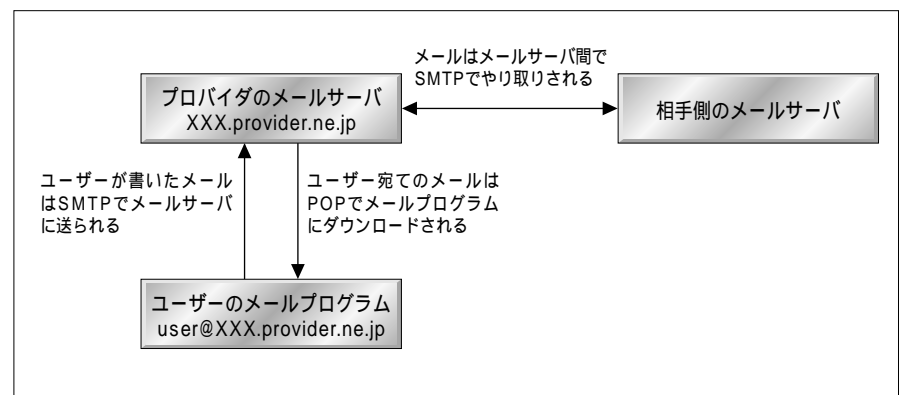 メールはメールサーバ間で
SMTPでやり取りされる
プロバイダのメールサーバ
XXX.provider.ne.jp
相手側のメールサーバ
ユーザーが書いたメール
はSMTPでメールサーバ
に送られる
ユーザー宛てのメールは
POPでメールプログラム
にダウンロードされる
ユーザーのメールプログラム
user@XXX.provider.ne.jp